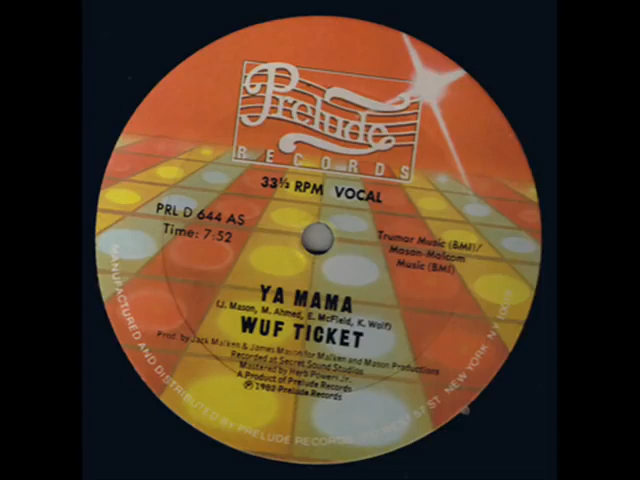 Prelude
RECORDS
33⅓ RPM VOCAL
PRL D 644 AS
Time: 7:52
Trumar Music (BMI)/
Mason-Malcom
Music (BMI)
YA MAMA
(J. Mason, M. Ahmed, E. McField, K. Wolf)
WUF TICKET
Prod. by Jack Malken & James Mason for Malken and Mason Productions
Recorded at Secret Sound Studios
Mastered by Herb Powers Jr.
A Product of Prelude Records
℗ 1982 Prelude Records
MANUFACTURED AND DISTRIBUTED BY PRELUDE RECORDS WEST 57 ST. NEW YORK NY